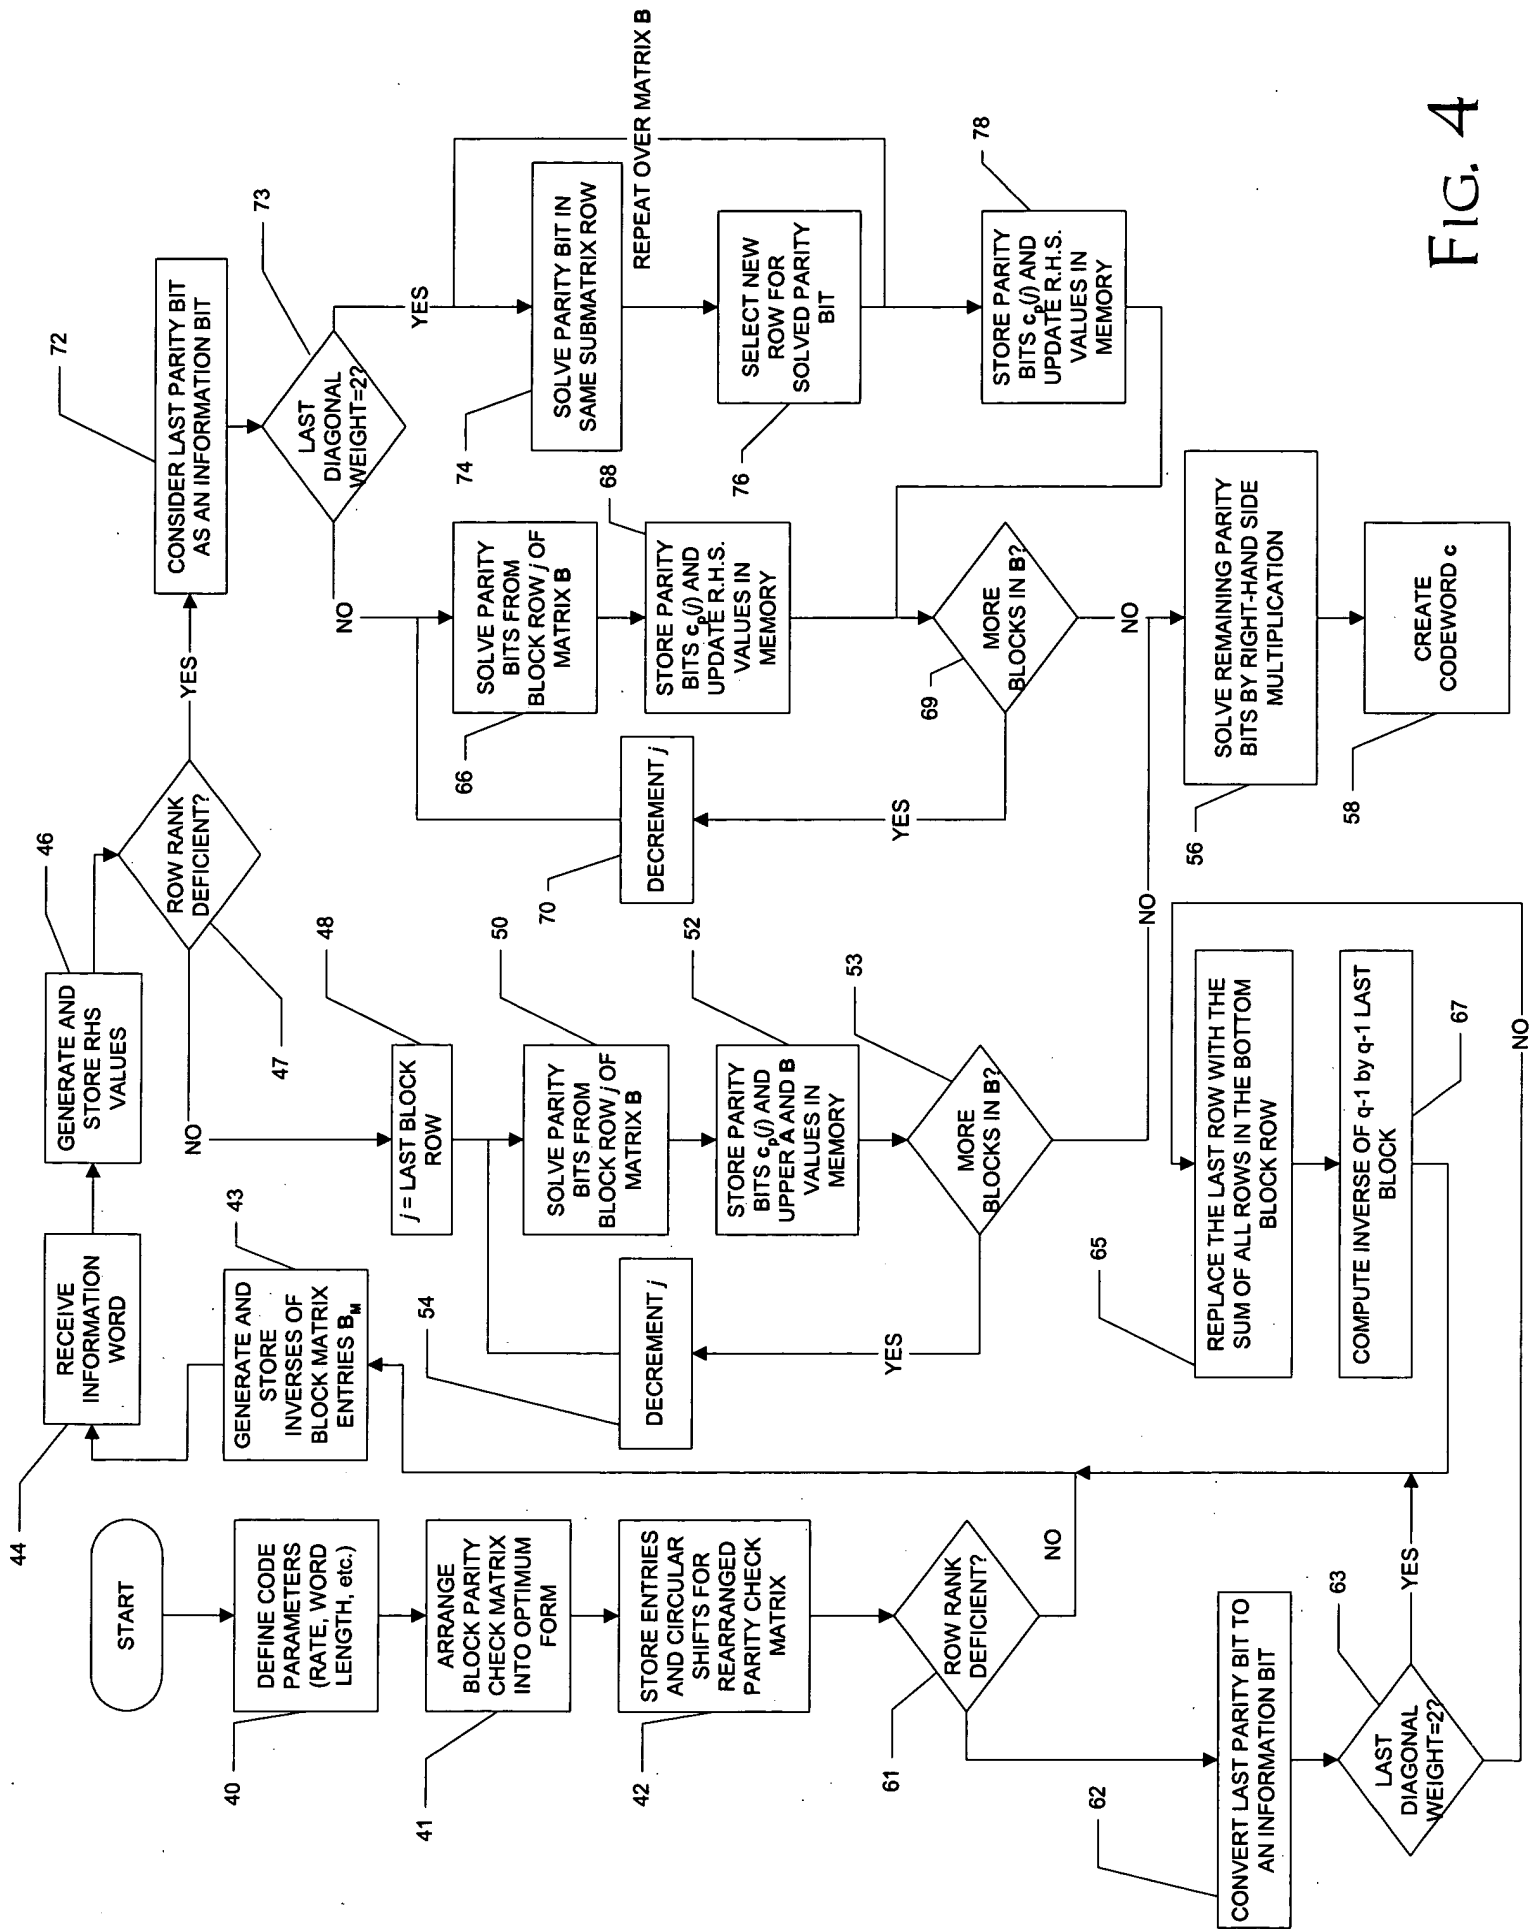 START
DEFINE CODE
PARAMETERS
(RATE, WORD
LENGTH, etc.)
40
ARRANGE
BLOCK PARITY
CHECK MATRIX
INTO OPTIMUM
FORM
41
STORE ENTRIES
AND CIRCULAR
SHIFTS FOR
REARRANGED
PARITY CHECK
MATRIX
42
ROW RANK
DEFICIENT?
61
NO
CONVERT LAST PARITY BIT TO
AN INFORMATION BIT
62
LAST
DIAGONAL
WEIGHT=2?
63
YES
NO
REPLACE THE LAST ROW WITH THE
SUM OF ALL ROWS IN THE BOTTOM
BLOCK ROW
65
COMPUTE INVERSE OF q-1 by q-1 LAST
BLOCK
67
GENERATE AND
STORE
INVERSES OF
BLOCK MATRIX
ENTRIES BM
43
RECEIVE
INFORMATION
WORD
44
GENERATE AND
STORE RHS
VALUES
46
ROW RANK
DEFICIENT?
47
NO
YES
j = LAST BLOCK
ROW
48
SOLVE PARITY
BITS FROM
BLOCK ROW j OF
MATRIX B
50
STORE PARITY
BITS cp(j) AND
UPPER A AND B
VALUES IN
MEMORY
52
MORE
BLOCKS IN B?
53
YES
DECREMENT j
54
NO
CONSIDER LAST PARITY BIT
AS AN INFORMATION BIT
72
LAST
DIAGONAL
WEIGHT=2?
73
NO
YES
SOLVE PARITY
BITS FROM
BLOCK ROW j OF
MATRIX B
66
STORE PARITY
BITS cp(j) AND
UPDATE R.H.S.
VALUES IN
MEMORY
68
MORE
BLOCKS IN B?
69
YES
DECREMENT j
70
NO
SOLVE PARITY BIT IN
SAME SUBMATRIX ROW
74
REPEAT OVER MATRIX B
SELECT NEW
ROW FOR
SOLVED PARITY
BIT
76
STORE PARITY
BITS cp(j) AND
UPDATE R.H.S.
VALUES IN
MEMORY
78
SOLVE REMAINING PARITY
BITS BY RIGHT-HAND SIDE
MULTIPLICATION
56
CREATE
CODEWORD c
58
FIG. 4